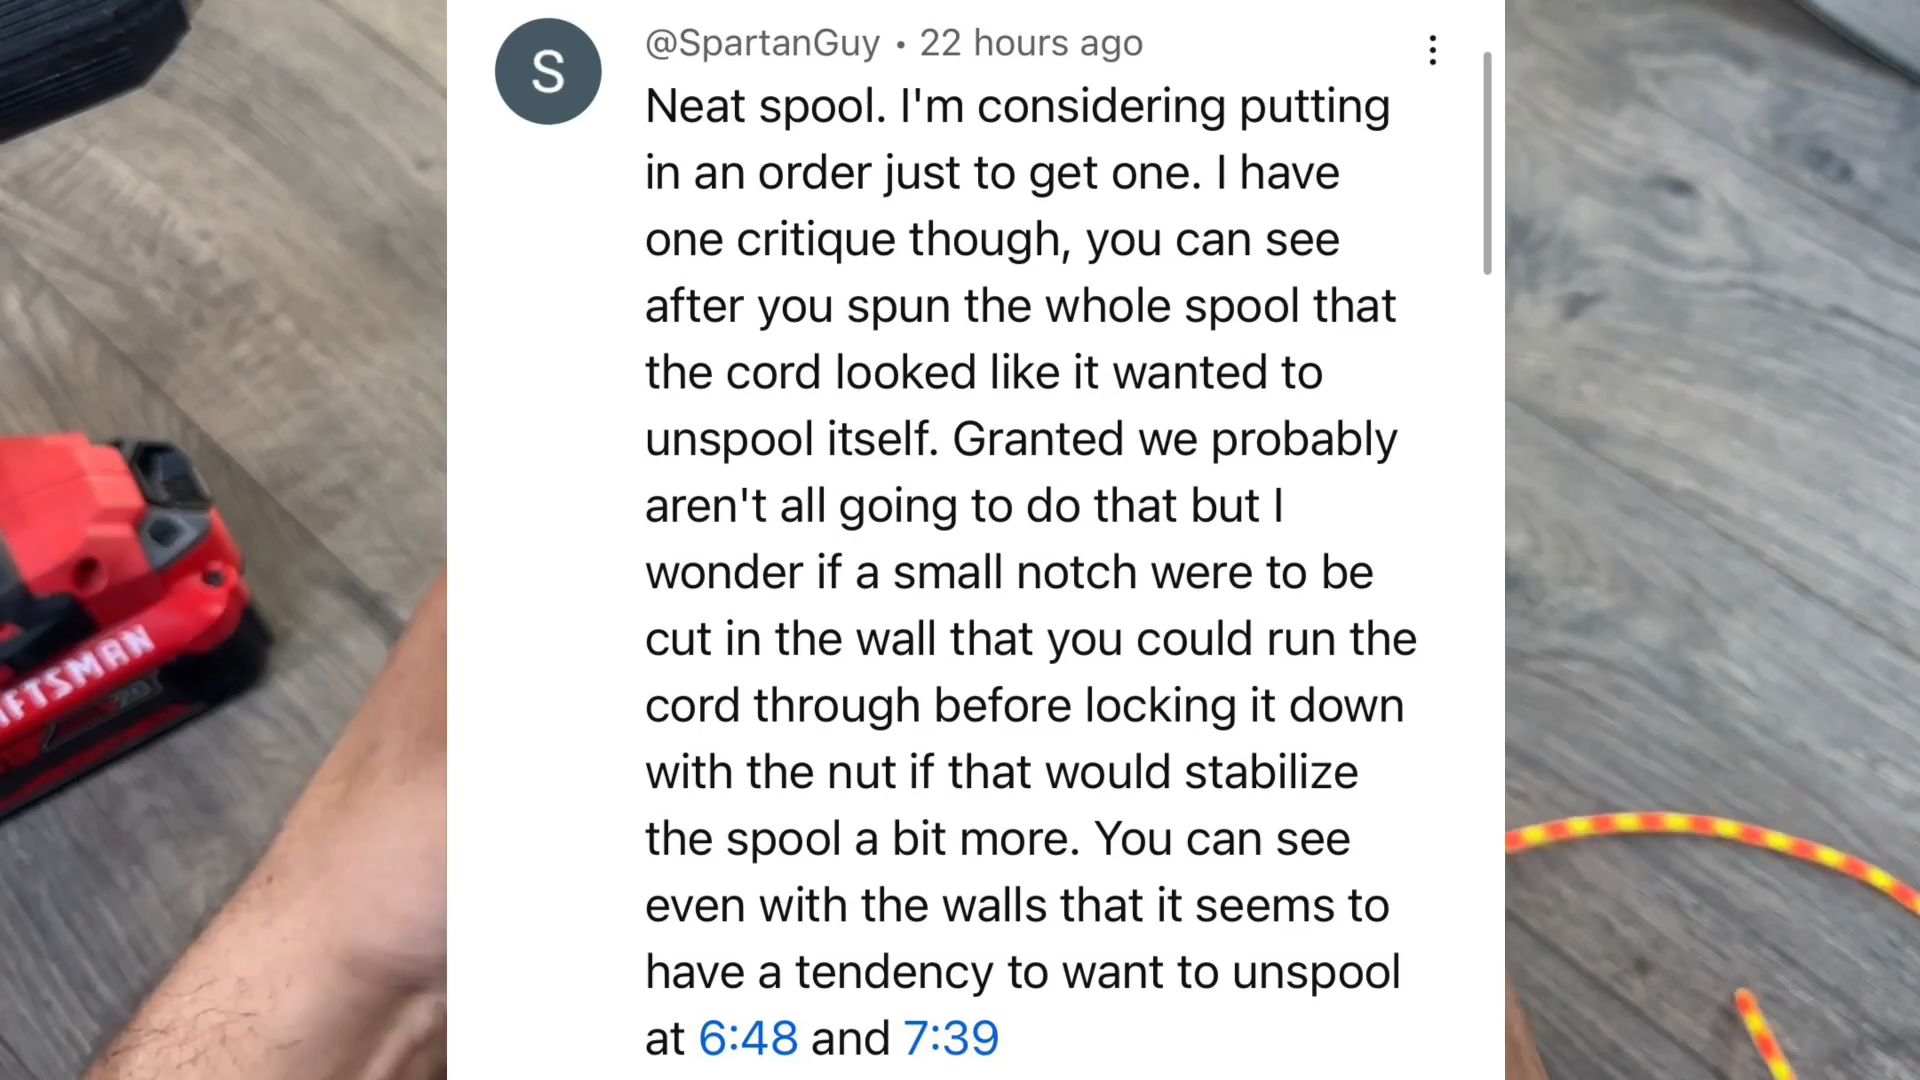 S
@SpartanGuy • 22 hours ago
Neat spool. I'm considering putting
in an order just to get one. I have
one critique though, you can see
after you spun the whole spool that
the cord looked like it wanted to
unspool itself. Granted we probably
aren't all going to do that but I
wonder if a small notch were to be
cut in the wall that you could run the
cord through before locking it down
with the nut if that would stabilize
the spool a bit more. You can see
even with the walls that it seems to
have a tendency to want to unspool
at 6:48 and 7:39
AFTSMAN